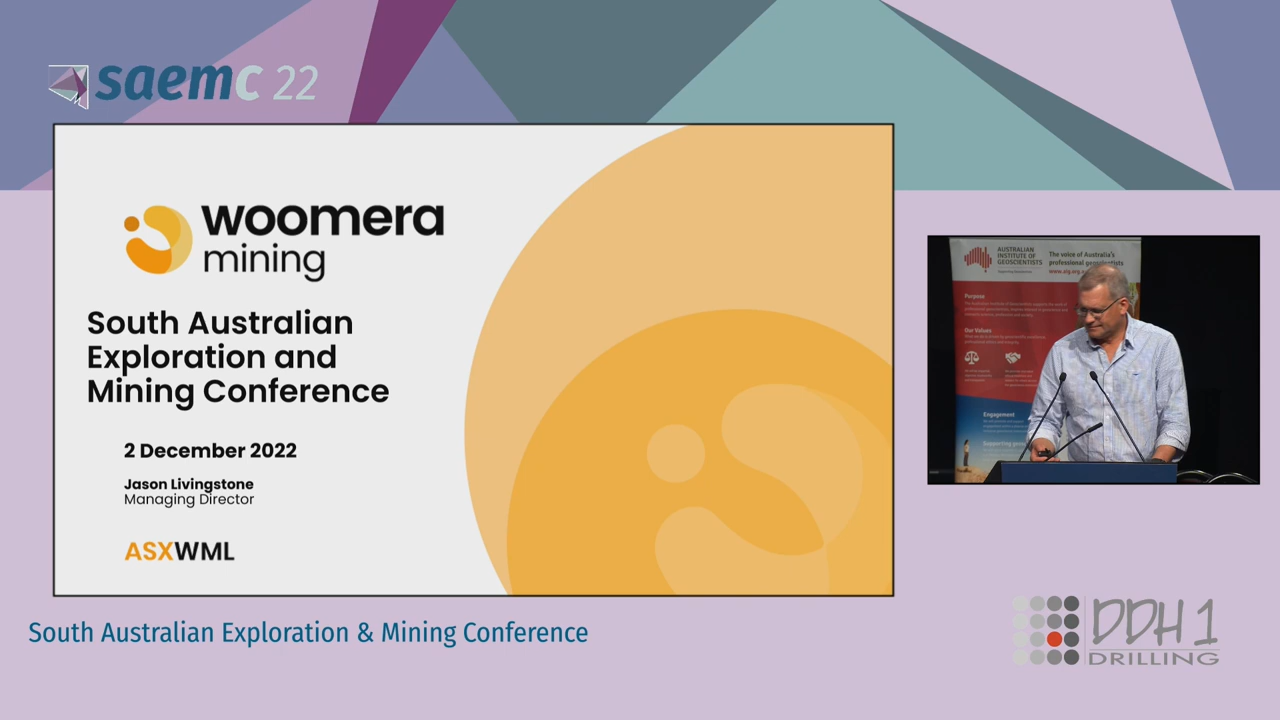 saemc 22
woomera
mining
South Australian
Exploration and
Mining Conference
2 December 2022
Jason Livingstone
Managing Director
ASXWML
AUSTRALIAN
INSTITUTE OF
GEOSCIENTISTS
The voice of Australia's
professional geoscientists
Purpose
Our Values
Engagement
South Australian Exploration & Mining Conference
DDH 1
DRILLING